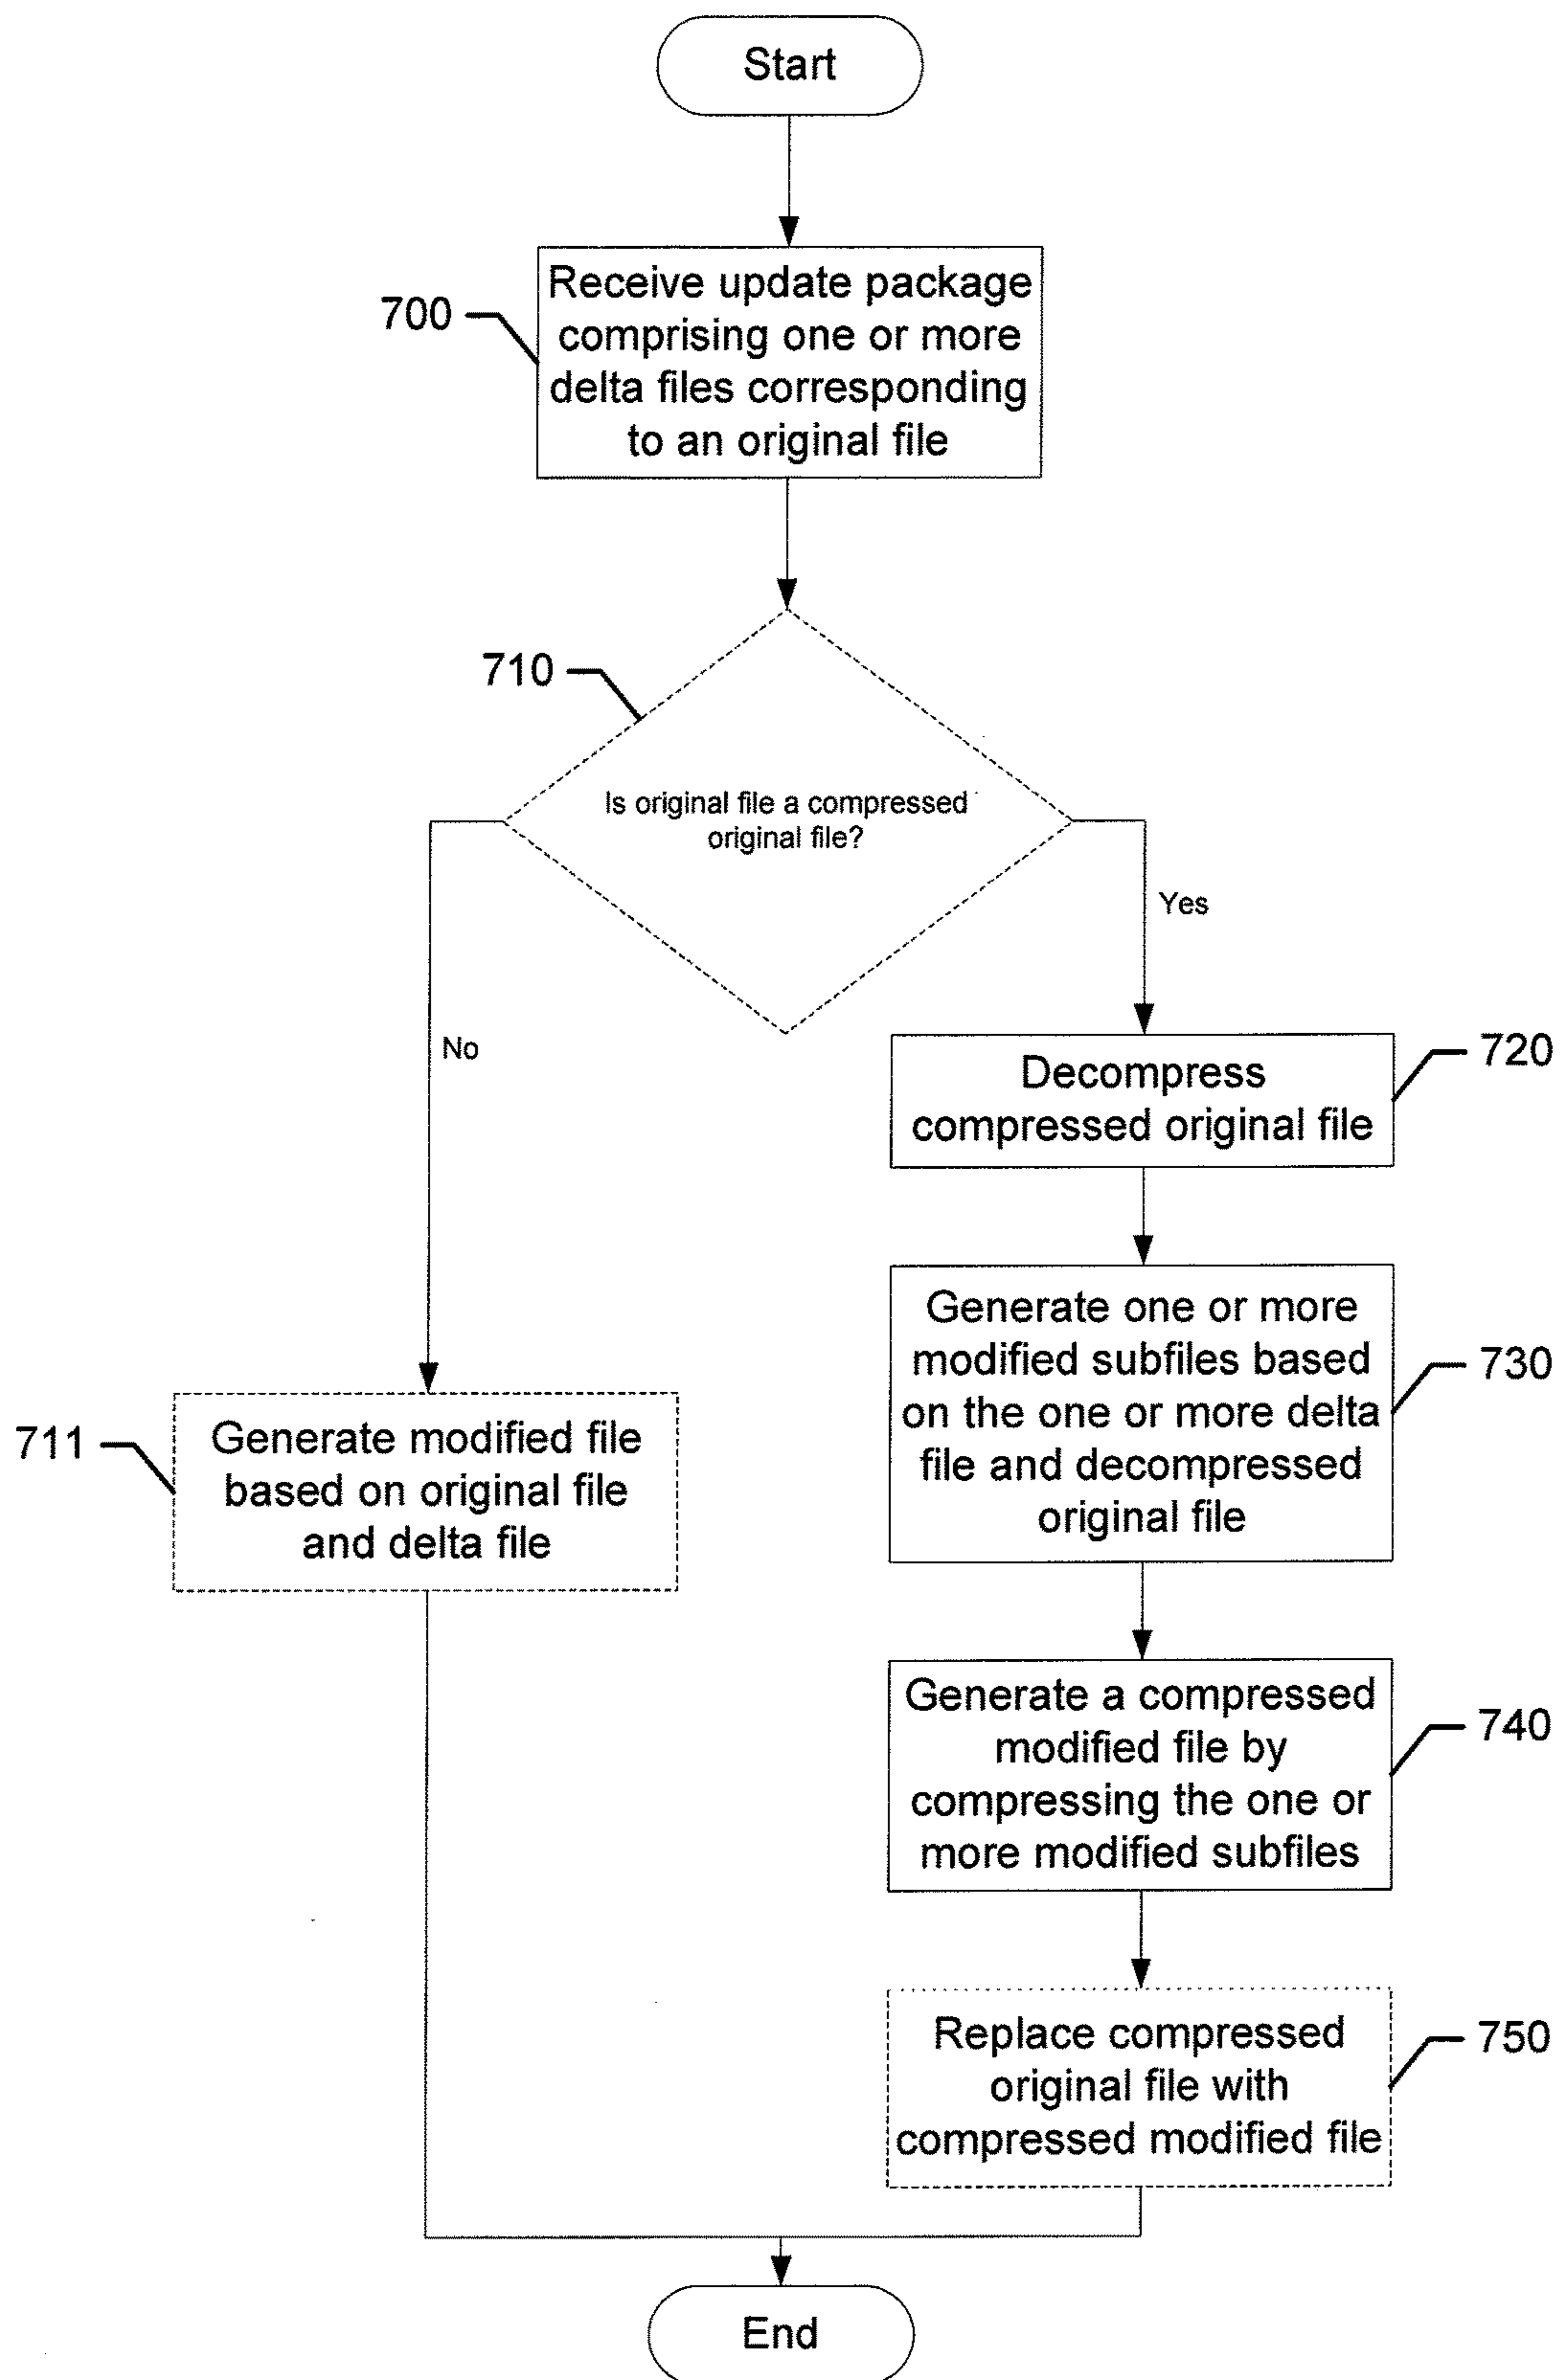 Start
700
Receive update package
comprising one or more
delta files corresponding
to an original file
710
Is original file a compressed
original file?
Yes
No
720
Decompress
compressed original file
730
Generate one or more
modified subfiles based
on the one or more delta
file and decompressed
original file
711
Generate modified file
based on original file
and delta file
740
Generate a compressed
modified file by
compressing the one or
more modified subfiles
750
Replace compressed
original file with
compressed modified file
End